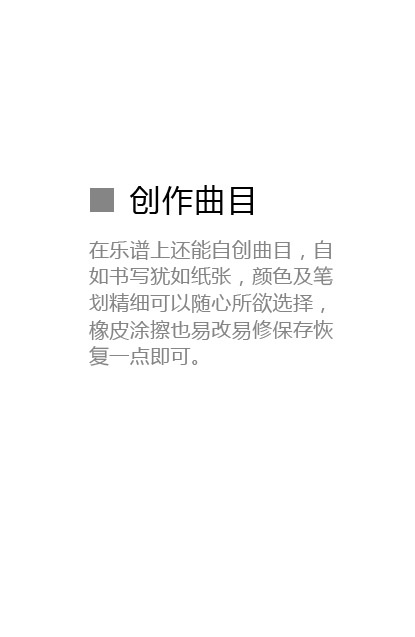 创作曲目
在乐谱上还能自创曲目，自
如书写犹如纸张，颜色及笔
划精细可以随心所欲选择，
橡皮涂擦也易改易修保存恢
复一点即可。